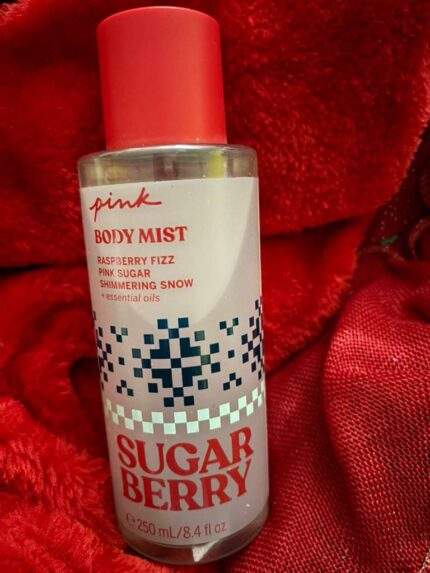 pink
BODY MIST
RASPBERRY FIZZ
PINK SUGAR
SHIMMERING SNOW
+ essential oils
SUGAR
BERRY
℮ 250 mL/8.4 fl oz